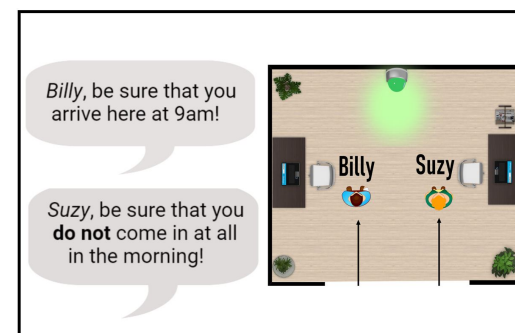 Billy, be sure that you
arrive here at 9am!
Billy
Suzy
Suzy, be sure that you
do not come in at all
in the morning!